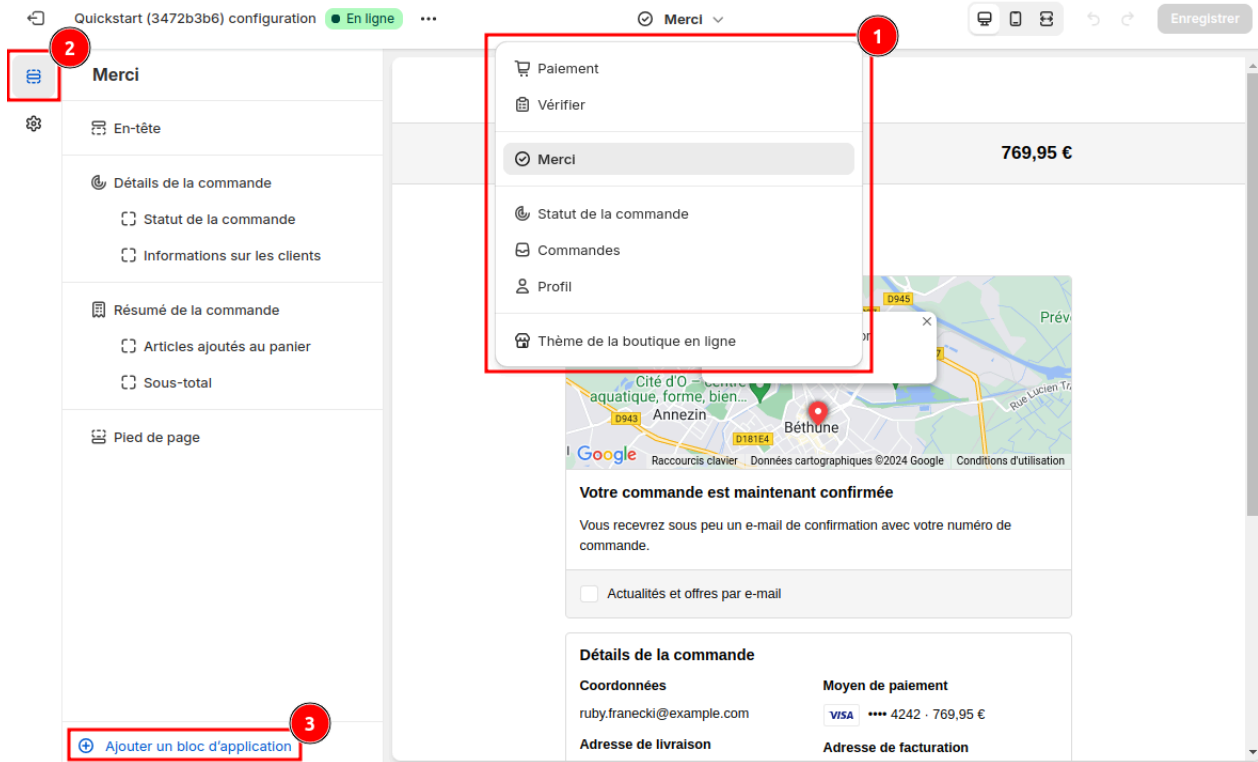 Quickstart (3472b3b6) configuration En ligne Merci Enregistrer
1
2
Paiement
Vérifier
Merci
Statut de la commande
Commandes
Profil
Thème de la boutique en ligne
Merci
En-tête
Détails de la commande
Statut de la commande
Informations sur les clients
Résumé de la commande
Articles ajoutés au panier
Sous-total
Pied de page
3
Ajouter un bloc d'application
769,95 €
D945
Cité d'O – centre
aquatique, forme, bien...
Annezin
D943
Béthune
D181E4
Rue Lucien
Google
Raccourcis clavier Données cartographiques ©2024 Google Conditions d'utilisation
Votre commande est maintenant confirmée
Vous recevrez sous peu un e-mail de confirmation avec votre numéro de
commande.
Actualités et offres par e-mail
Détails de la commande
Coordonnées Moyen de paiement
ruby.franecki@example.com VISA •••• 4242 · 769,95 €
Adresse de livraison Adresse de facturation